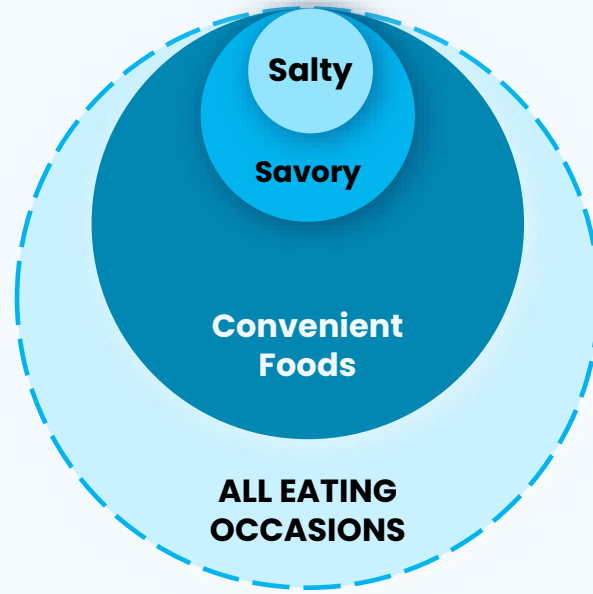 Salty
Savory
Convenient
Foods
ALL EATING
OCCASIONS